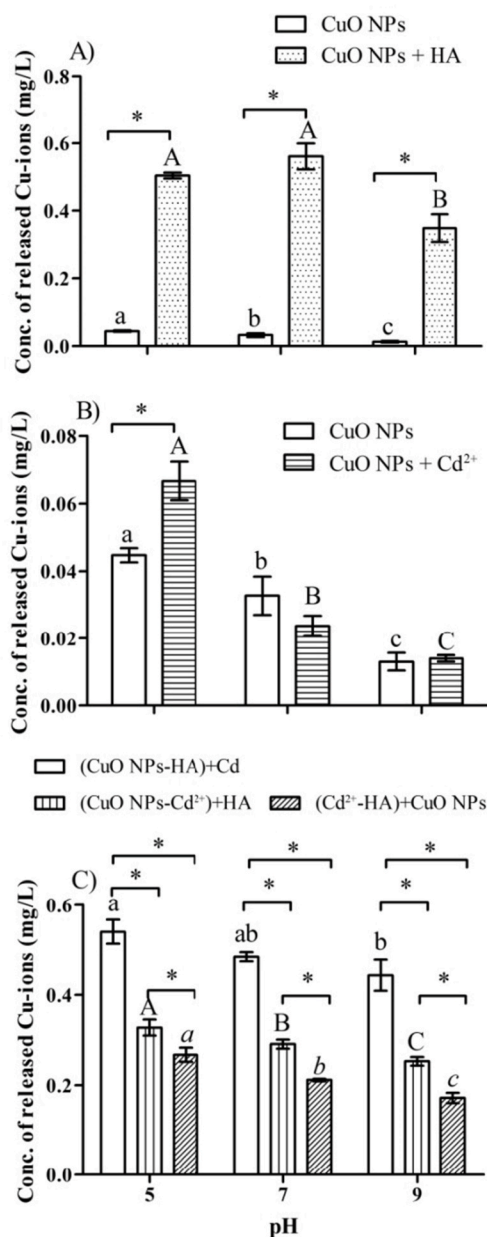 CuO NPs
CuO NPs + HA
A)
Conc. of released Cu-ions (mg/L)
0.8
0.6
0.4
0.2
0.0
* * *
a A b A c B
B)
CuO NPs
CuO NPs + Cd²⁺
Conc. of released Cu-ions (mg/L)
0.08
0.06
0.04
0.02
0.00
*
a A b B c C
(CuO NPs-HA)+Cd
(CuO NPs-Cd²⁺)+HA (Cd²⁺-HA)+CuO NPs
C)
Conc. of released Cu-ions (mg/L)
0.6
0.4
0.2
0
* * *
* * *
* * *
a A a ab B b b C c
5 7 9
pH